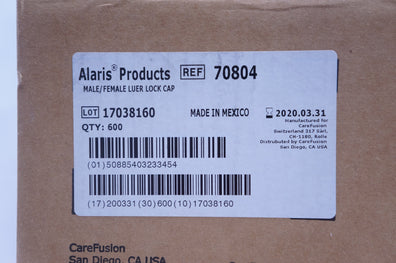 Alaris® Products REF 70804
MALE/FEMALE LUER LOCK CAP
LOT 17038160 MADE IN MEXICO 2020.03.31
QTY: 600
Manufactured for
CareFusion
Switzerland 317 Sàrl,
CH-1180, Rolle
Distrubuted by CareFusion
San Diego, CA USA
(01)50885403233454
(17)200331(30)600(10)17038160
CareFusion
San Diego, CA USA